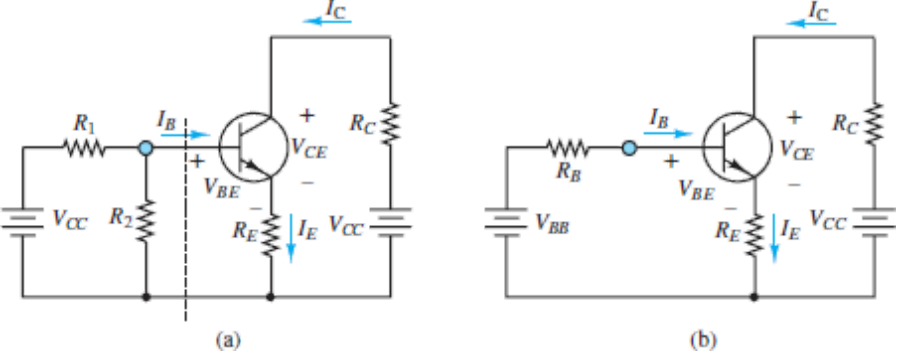 I_C
I_C
R_1
I_B
+
R_C
+
V_CE
V_BE
−
−
V_CC
R_2
R_E
I_E
V_CC
(a)
I_B
+
R_C
R_B
+
V_CE
V_BE
−
−
V_BB
R_E
I_E
V_CC
(b)